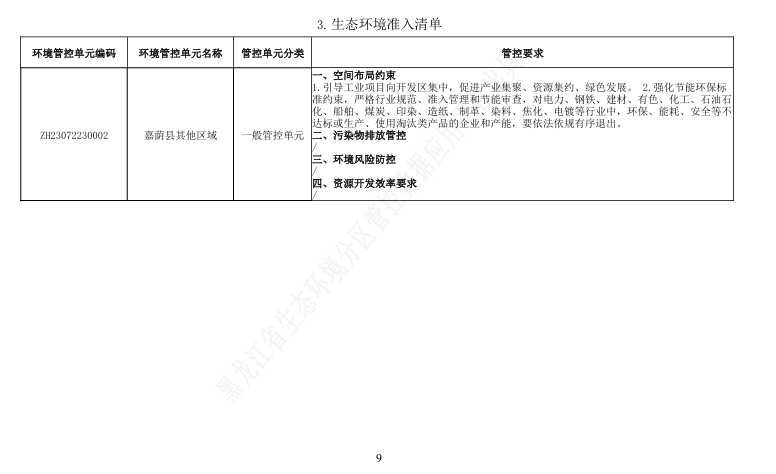 3. 生态环境准入清单
环境管控单元编码 环境管控单元名称 管控单元分类 管控要求
ZH23072230002 嘉荫县其他区域 一般管控单元
一、空间布局约束
1.引导工业项目向开发区集中，促进产业集聚、资源集约、绿色发展。 2.强化节能环保标
准约束，严格行业规范、准入管理和节能审查，对电力、钢铁、建材、有色、化工、石油石
化、船舶、煤炭、印染、造纸、制革、染料、焦化、电镀等行业中，环保、能耗、安全等不
达标或生产、使用淘汰类产品的企业和产能，要依法依规有序退出。
二、污染物排放管控
/
三、环境风险防控
/
四、资源开发效率要求
/
黑龙江省生态环境分区管控数据应用
9